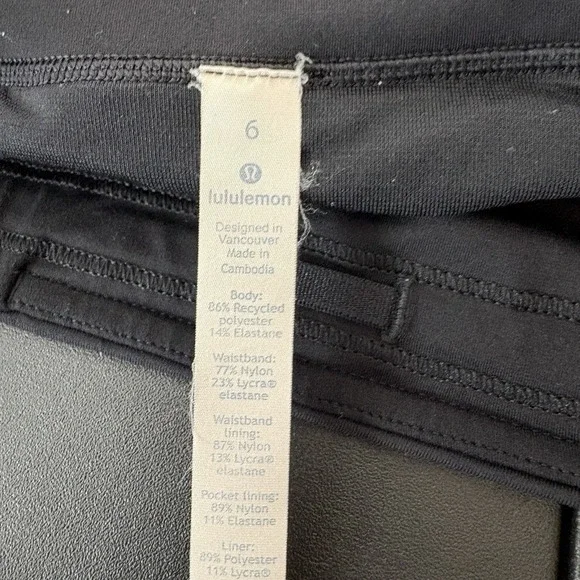 6
lululemon
Designed in
Vancouver
Made in
Cambodia
Body:
86% Recycled
polyester
14% Elastane
Waistband:
77% Nylon
23% Lycra®
elastane
Waistband
lining:
87% Nylon
13% Lycra®
elastane
Pocket lining:
89% Nylon
11% Elastane
Liner:
89% Polyester
11% Lycra®